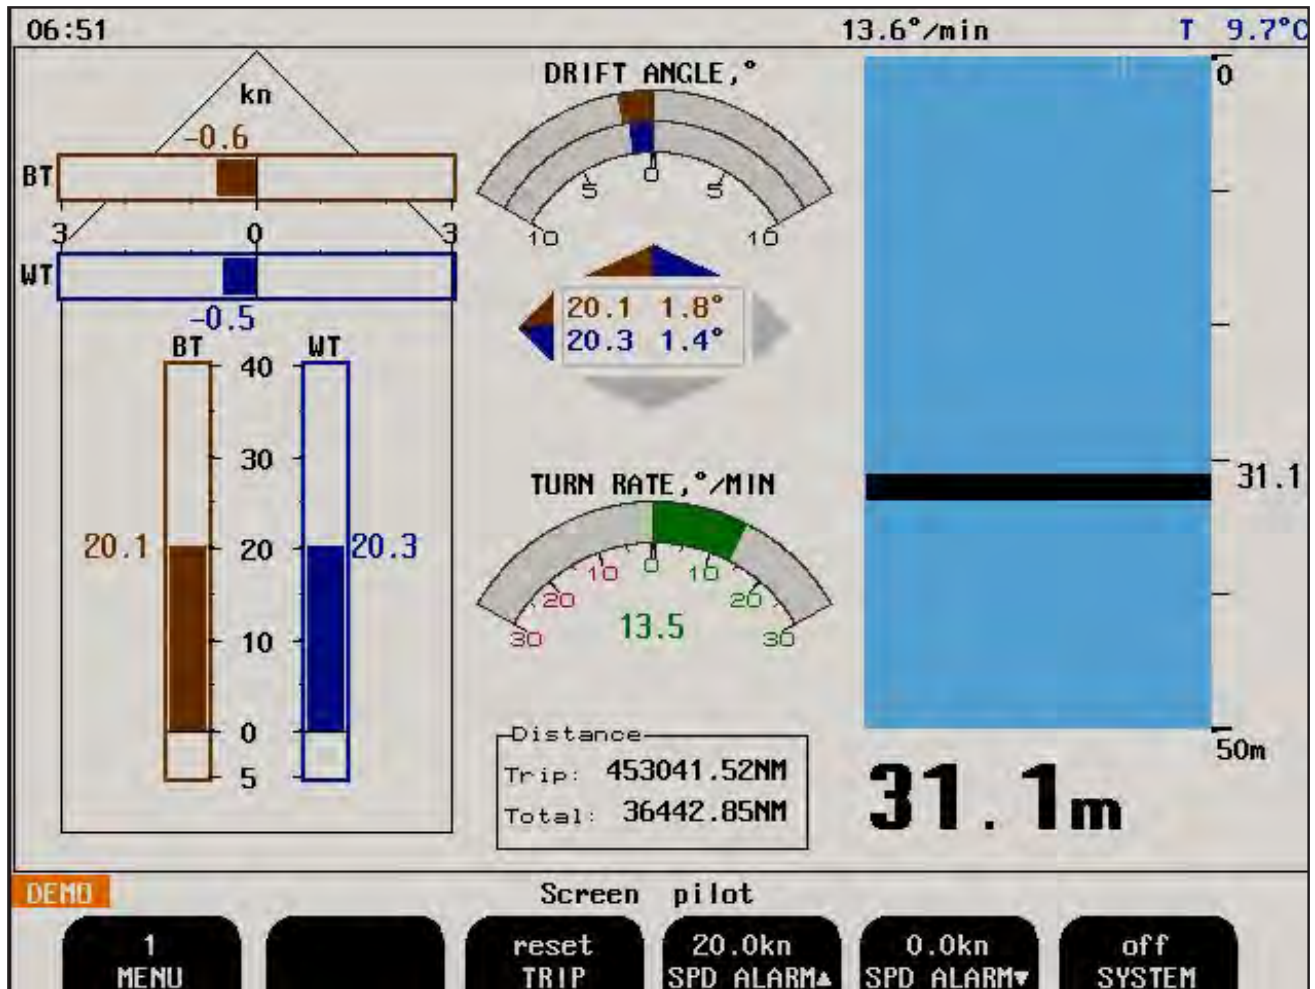 06:51 13.6°/min T 9.7°C
kn
-0.6
BT
3 0 3
WT
-0.5
BT WT
40
30
20.1 20 20.3
10
0
5
DRIFT ANGLE,°
10 5 0 5 10
20.1 1.8°
20.3 1.4°
TURN RATE,°/MIN
30 20 10 0 10 20 30
13.5
Distance
Trip: 453041.52NM
Total: 36442.85NM
0
31.1
50m
31.1m
DEMO Screen pilot
1
MENU
reset
TRIP
20.0kn
SPD ALARM▲
0.0kn
SPD ALARM▼
off
SYSTEM